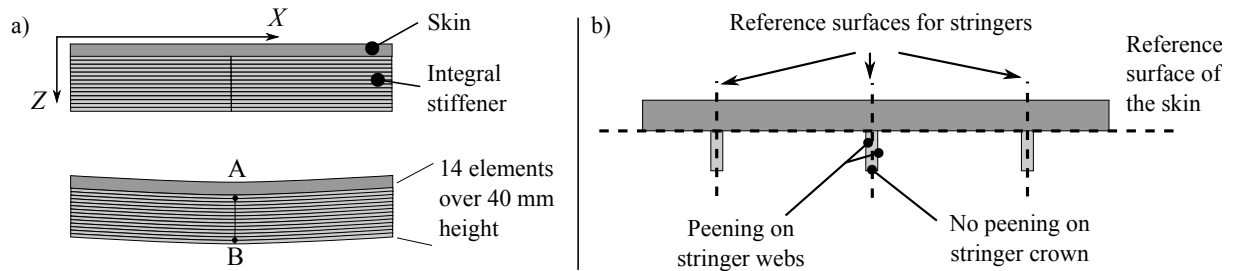 a)
X
Skin
Z
Integral
stiffener
A
B
14 elements
over 40 mm
height
b)
Reference surfaces for stringers
Reference
surface of
the skin
Peening on
stringer webs
No peening on
stringer crown